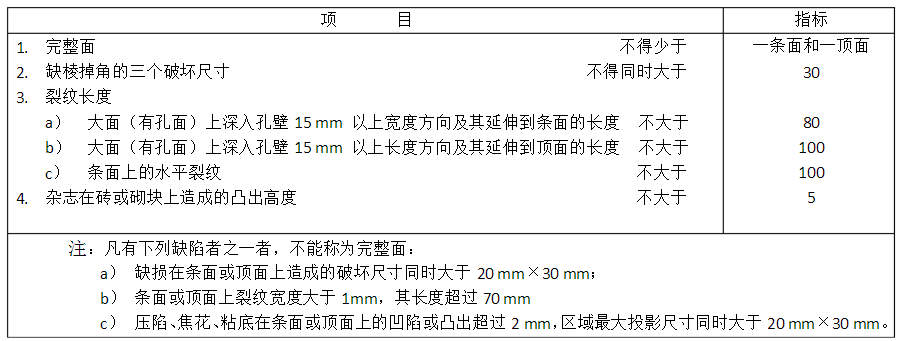 项 目 指标
1. 完整面 不得少于 一条面和一顶面
2. 缺棱掉角的三个破坏尺寸 不得同时大于 30
3. 裂纹长度
a） 大面（有孔面）上深入孔壁 15 mm 以上宽度方向及其延伸到条面的长度 不大于 80
b） 大面（有孔面）上深入孔壁 15 mm 以上长度方向及其延伸到顶面的长度 不大于 100
c） 条面上的水平裂纹 不大于 100
4. 杂志在砖或砌块上造成的凸出高度 不大于 5
注：凡有下列缺陷者之一者，不能称为完整面：
a） 缺损在条面或顶面上造成的破坏尺寸同时大于 20 mm×30 mm；
b） 条面或顶面上裂纹宽度大于 1mm，其长度超过 70 mm
c） 压陷、焦花、粘底在条面或顶面上的凹陷或凸出超过 2 mm，区域最大投影尺寸同时大于 20 mm×30 mm。